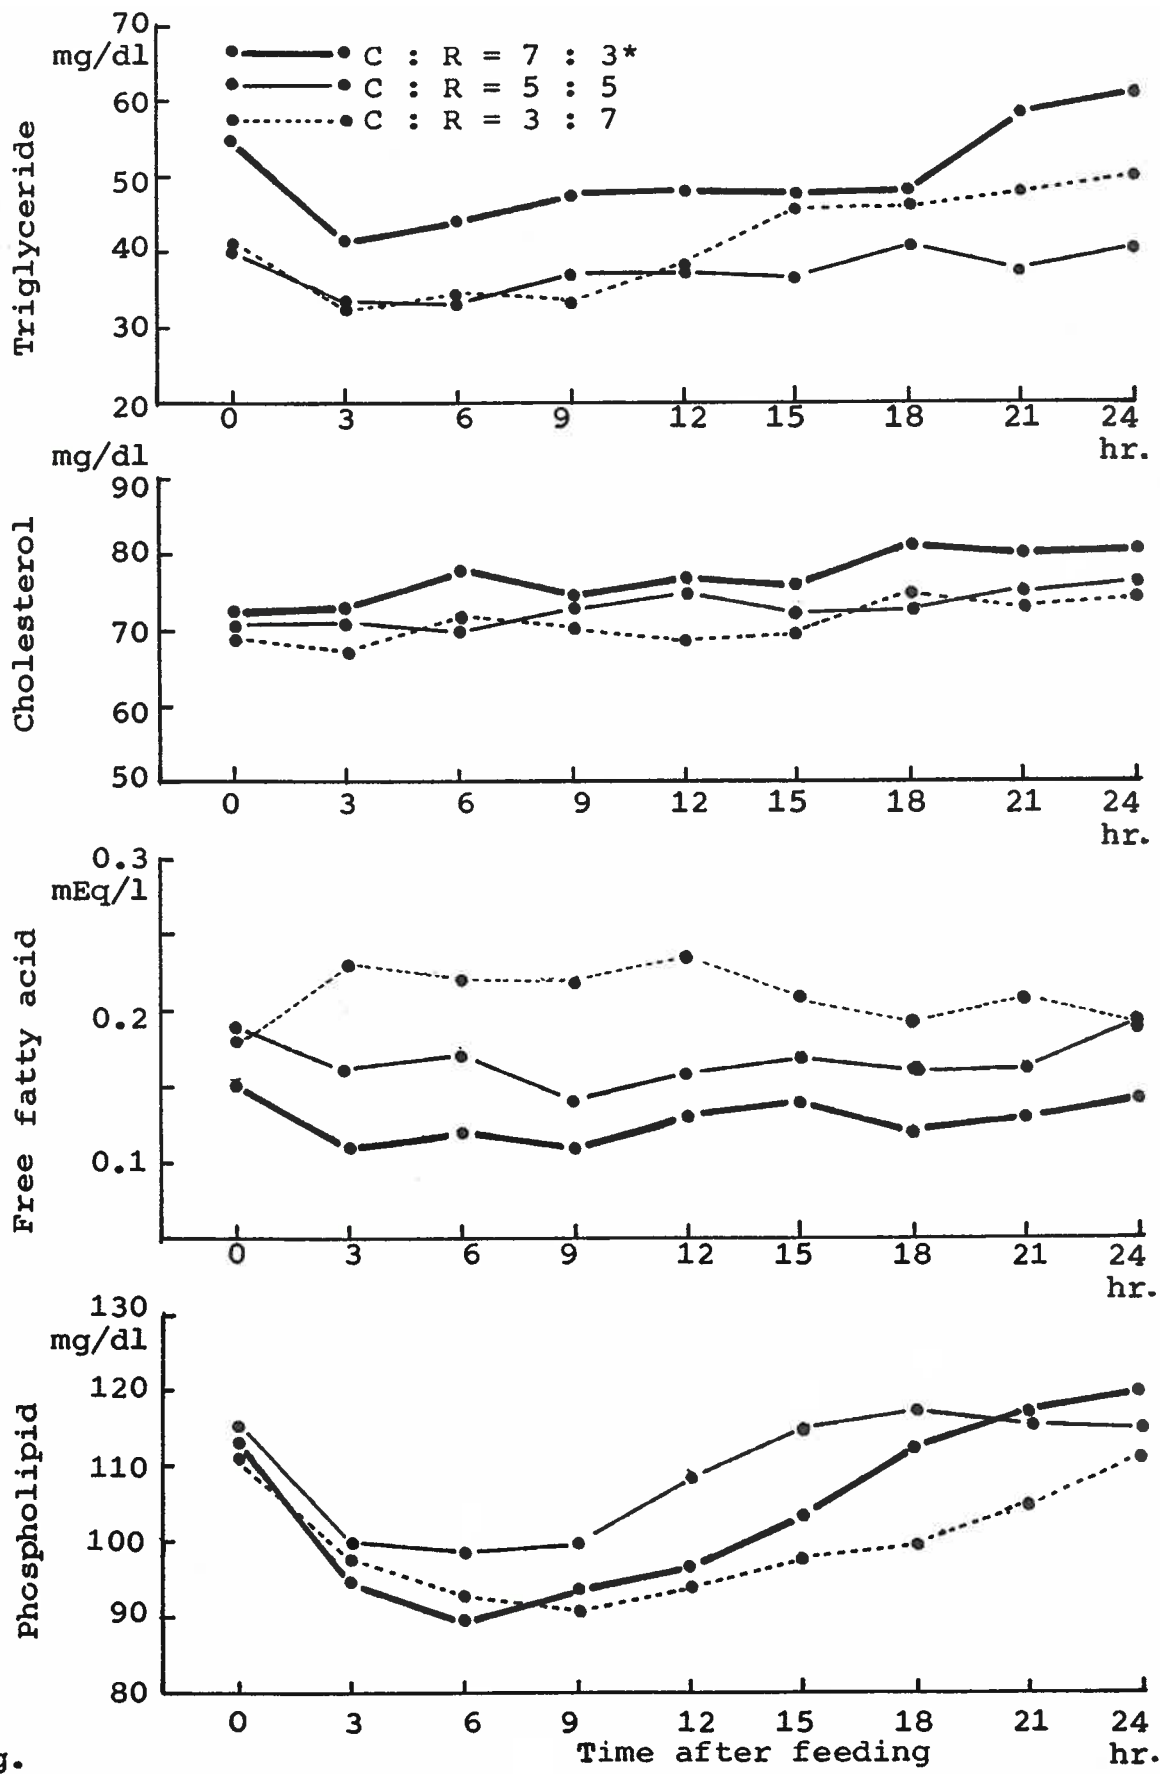 70
mg/dl
C : R = 7 : 3*
C : R = 5 : 5
C : R = 3 : 7
60
50
40
30
20
Triglyceride
0 3 6 9 12 15 18 21 24
hr.
mg/dl
90
80
70
60
50
Cholesterol
0 3 6 9 12 15 18 21 24
hr.
0.3
mEq/l
0.2
0.1
Free fatty acid
0 3 6 9 12 15 18 21 24
hr.
130
mg/dl
120
110
100
90
80
Phospholipid
0 3 6 9 12 15 18 21 24
Time after feeding hr.
g.